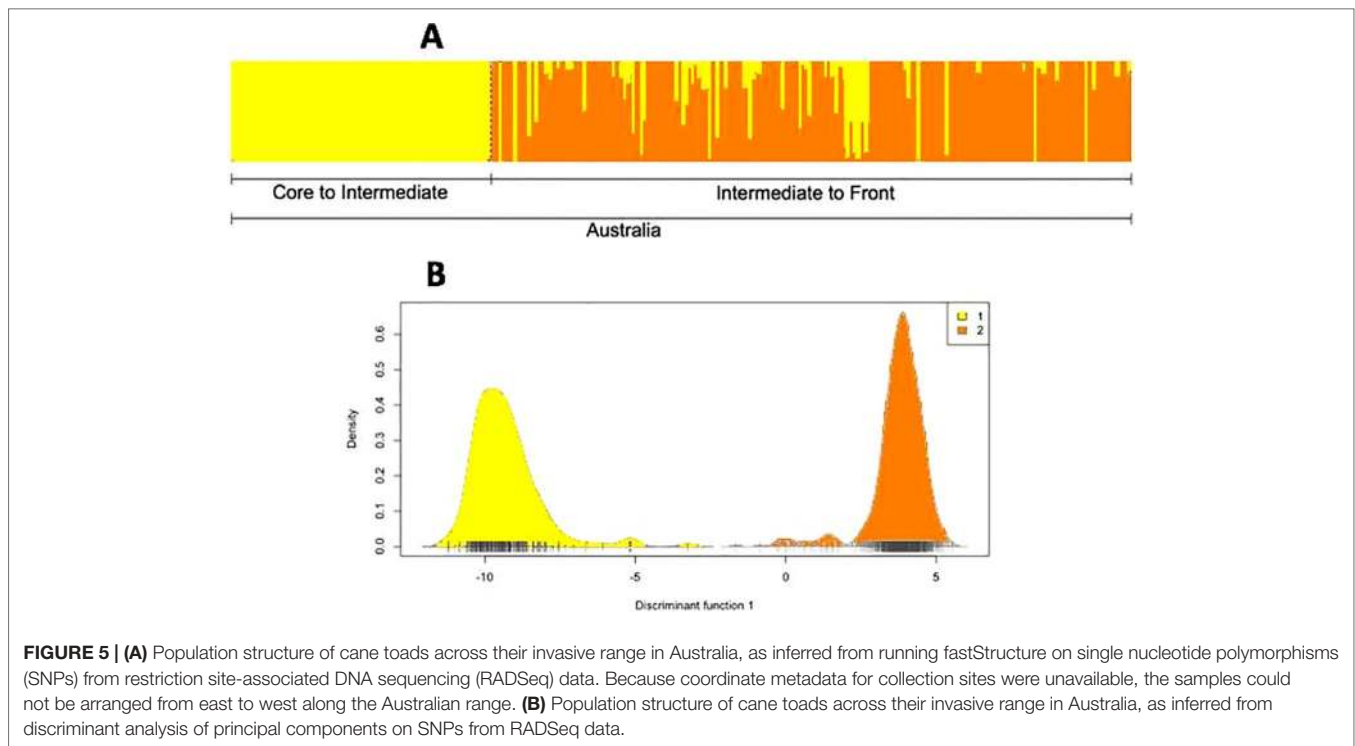 A
Core to Intermediate
Intermediate to Front
Australia
B
1
2
Density
0.0
0.1
0.2
0.3
0.4
0.5
0.6
-10
-5
0
5
Discriminant function 1
FIGURE 5 | (A) Population structure of cane toads across their invasive range in Australia, as inferred from running fastStructure on single nucleotide polymorphisms
(SNPs) from restriction site-associated DNA sequencing (RADSeq) data. Because coordinate metadata for collection sites were unavailable, the samples could
not be arranged from east to west along the Australian range. (B) Population structure of cane toads across their invasive range in Australia, as inferred from
discriminant analysis of principal components on SNPs from RADSeq data.